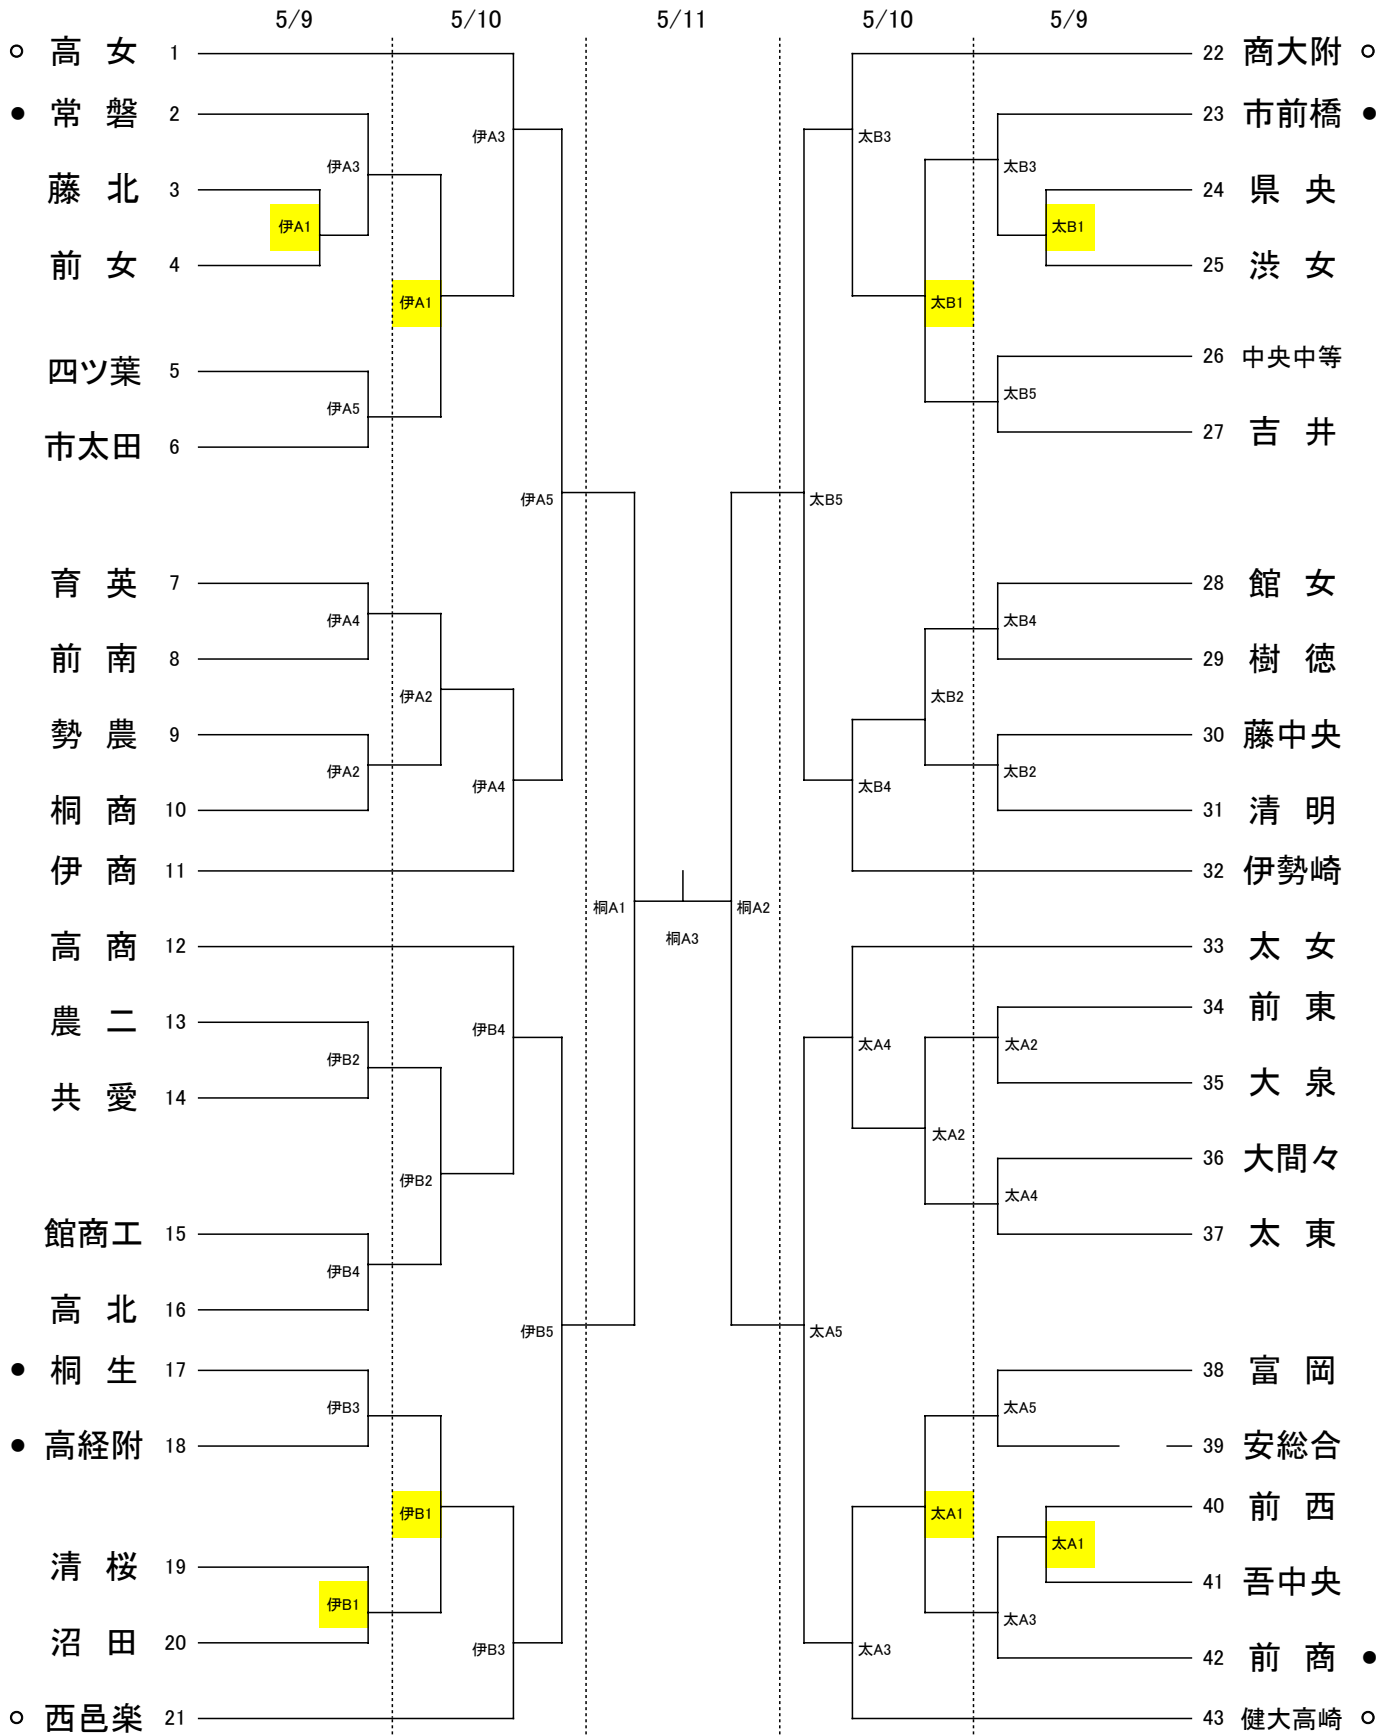 5/9 5/10 5/11 5/10 5/9
○ 高 女 1
● 常 磐 2
藤 北 3
前 女 4
四ツ葉 5
市太田 6
育 英 7
前 南 8
勢 農 9
桐 商 10
伊 商 11
高 商 12
農 二 13
共 愛 14
館商工 15
高 北 16
● 桐 生 17
● 高経附 18
清 桜 19
沼 田 20
○ 西邑楽 21
伊A3
伊A1
伊A5
伊A4
伊A2
伊B2
伊B4
伊B3
伊B1
伊A1
伊A2
伊B2
伊B1
伊A3
伊A4
伊B4
伊B3
伊A5
伊B5
桐A1
桐A3
桐A2
太B5
太A5
太B3
太B4
太A4
太A3
太B1
太B2
太A2
太A1
太B3
太B1
太B5
太B4
太B2
太A2
太A4
太A5
太A1
太A3
22 商大附 ○
23 市前橋 ●
24 県 央
25 渋 女
26 中央中等
27 吉 井
28 館 女
29 樹 徳
30 藤中央
31 清 明
32 伊勢崎
33 太 女
34 前 東
35 大 泉
36 大間々
37 太 東
38 富 岡
39 安総合
40 前 西
41 吾中央
42 前 商 ●
43 健大高崎 ○